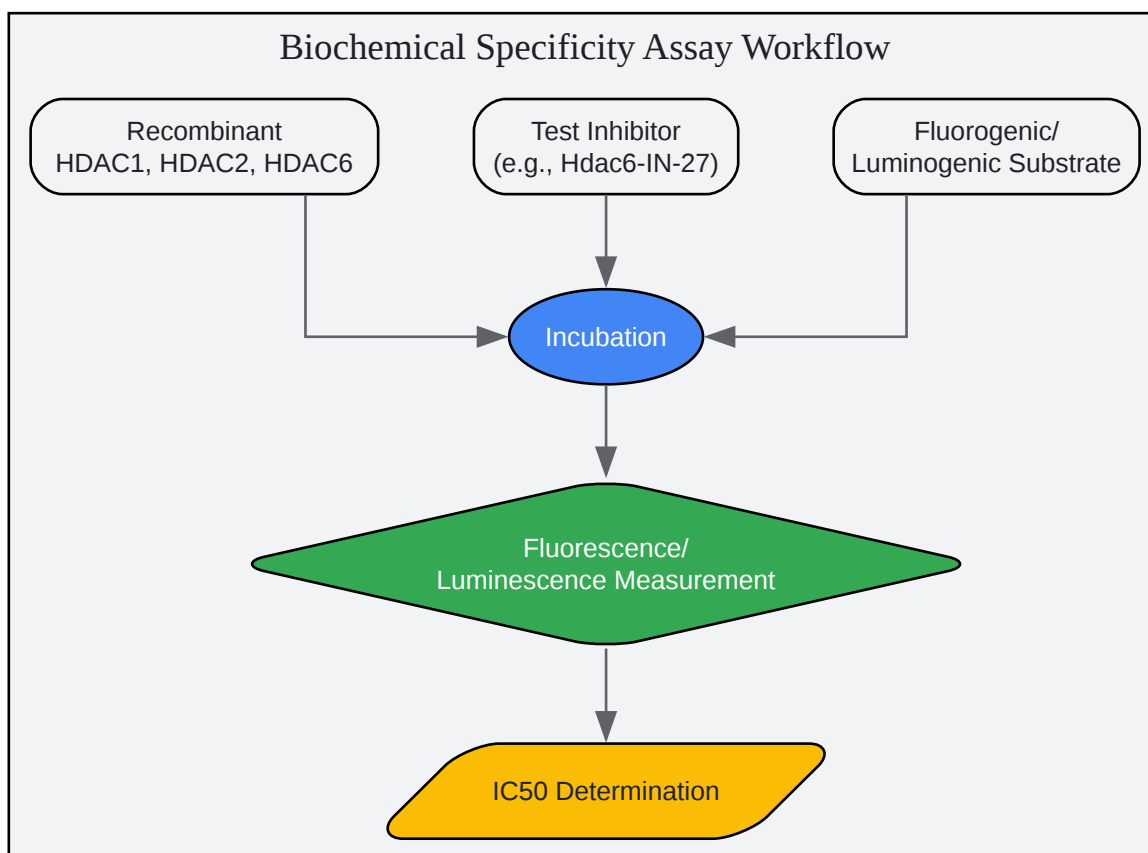 Biochemical Specificity Assay Workflow
Recombinant
HDAC1, HDAC2, HDAC6
Test Inhibitor
(e.g., Hdac6-IN-27)
Fluorogenic/
Luminogenic Substrate
Incubation
Fluorescence/
Luminescence Measurement
IC50 Determination